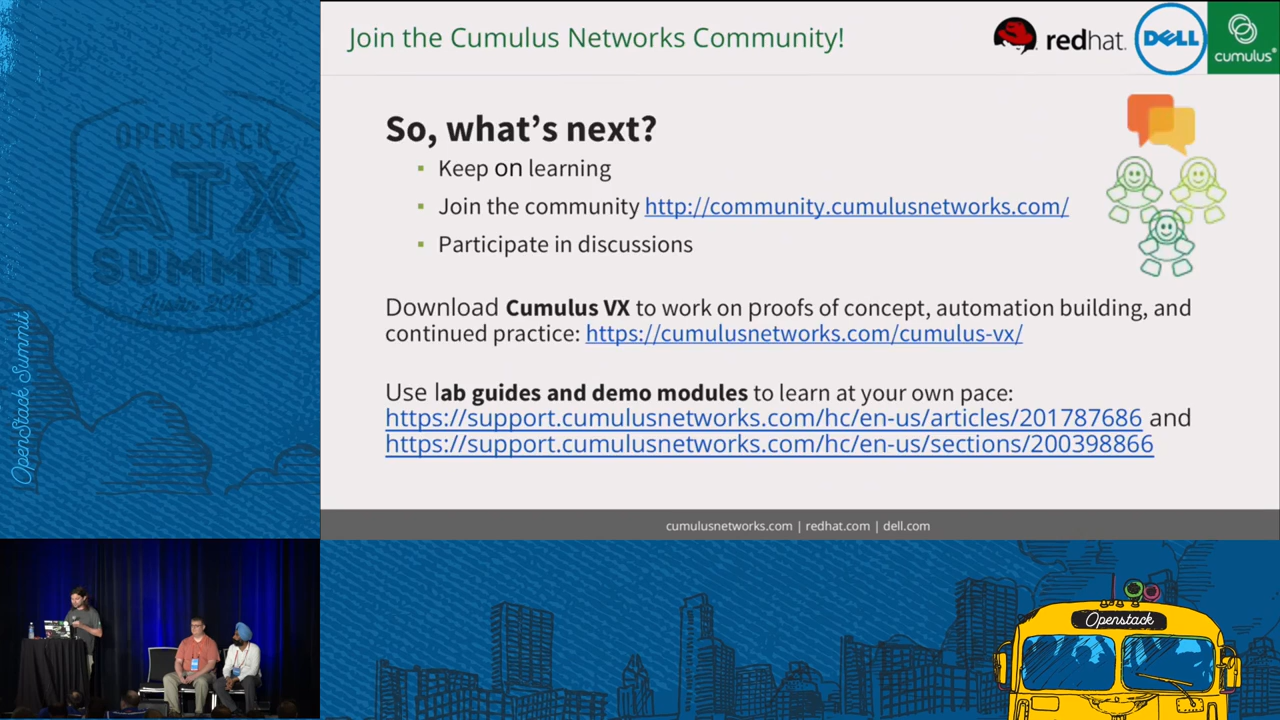 Join the Cumulus Networks Community!
redhat.
DELL
cumulus®
So, what's next?
▪ Keep on learning
▪ Join the community http://community.cumulusnetworks.com/
▪ Participate in discussions
Download Cumulus VX to work on proofs of concept, automation building, and
continued practice: https://cumulusnetworks.com/cumulus-vx/
Use lab guides and demo modules to learn at your own pace:
https://support.cumulusnetworks.com/hc/en-us/articles/201787686 and
https://support.cumulusnetworks.com/hc/en-us/sections/200398866
cumulusnetworks.com | redhat.com | dell.com
OPENSTACK
ATX
SUMMIT
Austin 2016
OpenStack Summit
Openstack